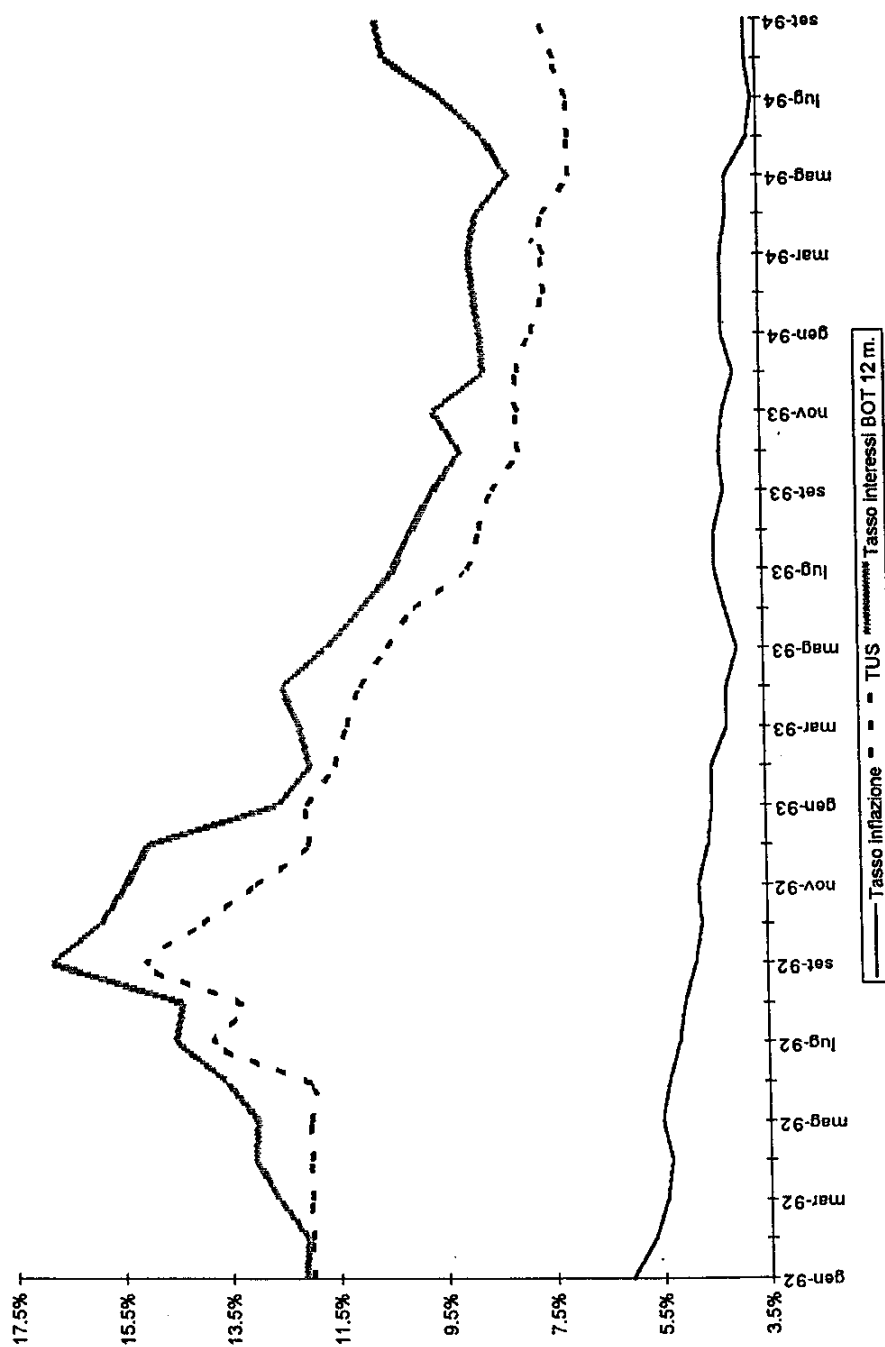 17.5%
15.5%
13.5%
11.5%
9.5%
7.5%
5.5%
3.5%
gen-92
mar-92
mag-92
lug-92
set-92
nov-92
gen-93
mar-93
mag-93
lug-93
set-93
nov-93
gen-94
mar-94
mag-94
lug-94
set-94
Tasso inflazione TUS Tasso interessi BOT 12 m.